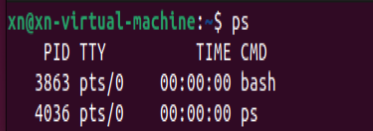 xn@xn-virtual-machine:~$ ps
    PID TTY          TIME CMD
   3863 pts/0    00:00:00 bash
   4036 pts/0    00:00:00 ps